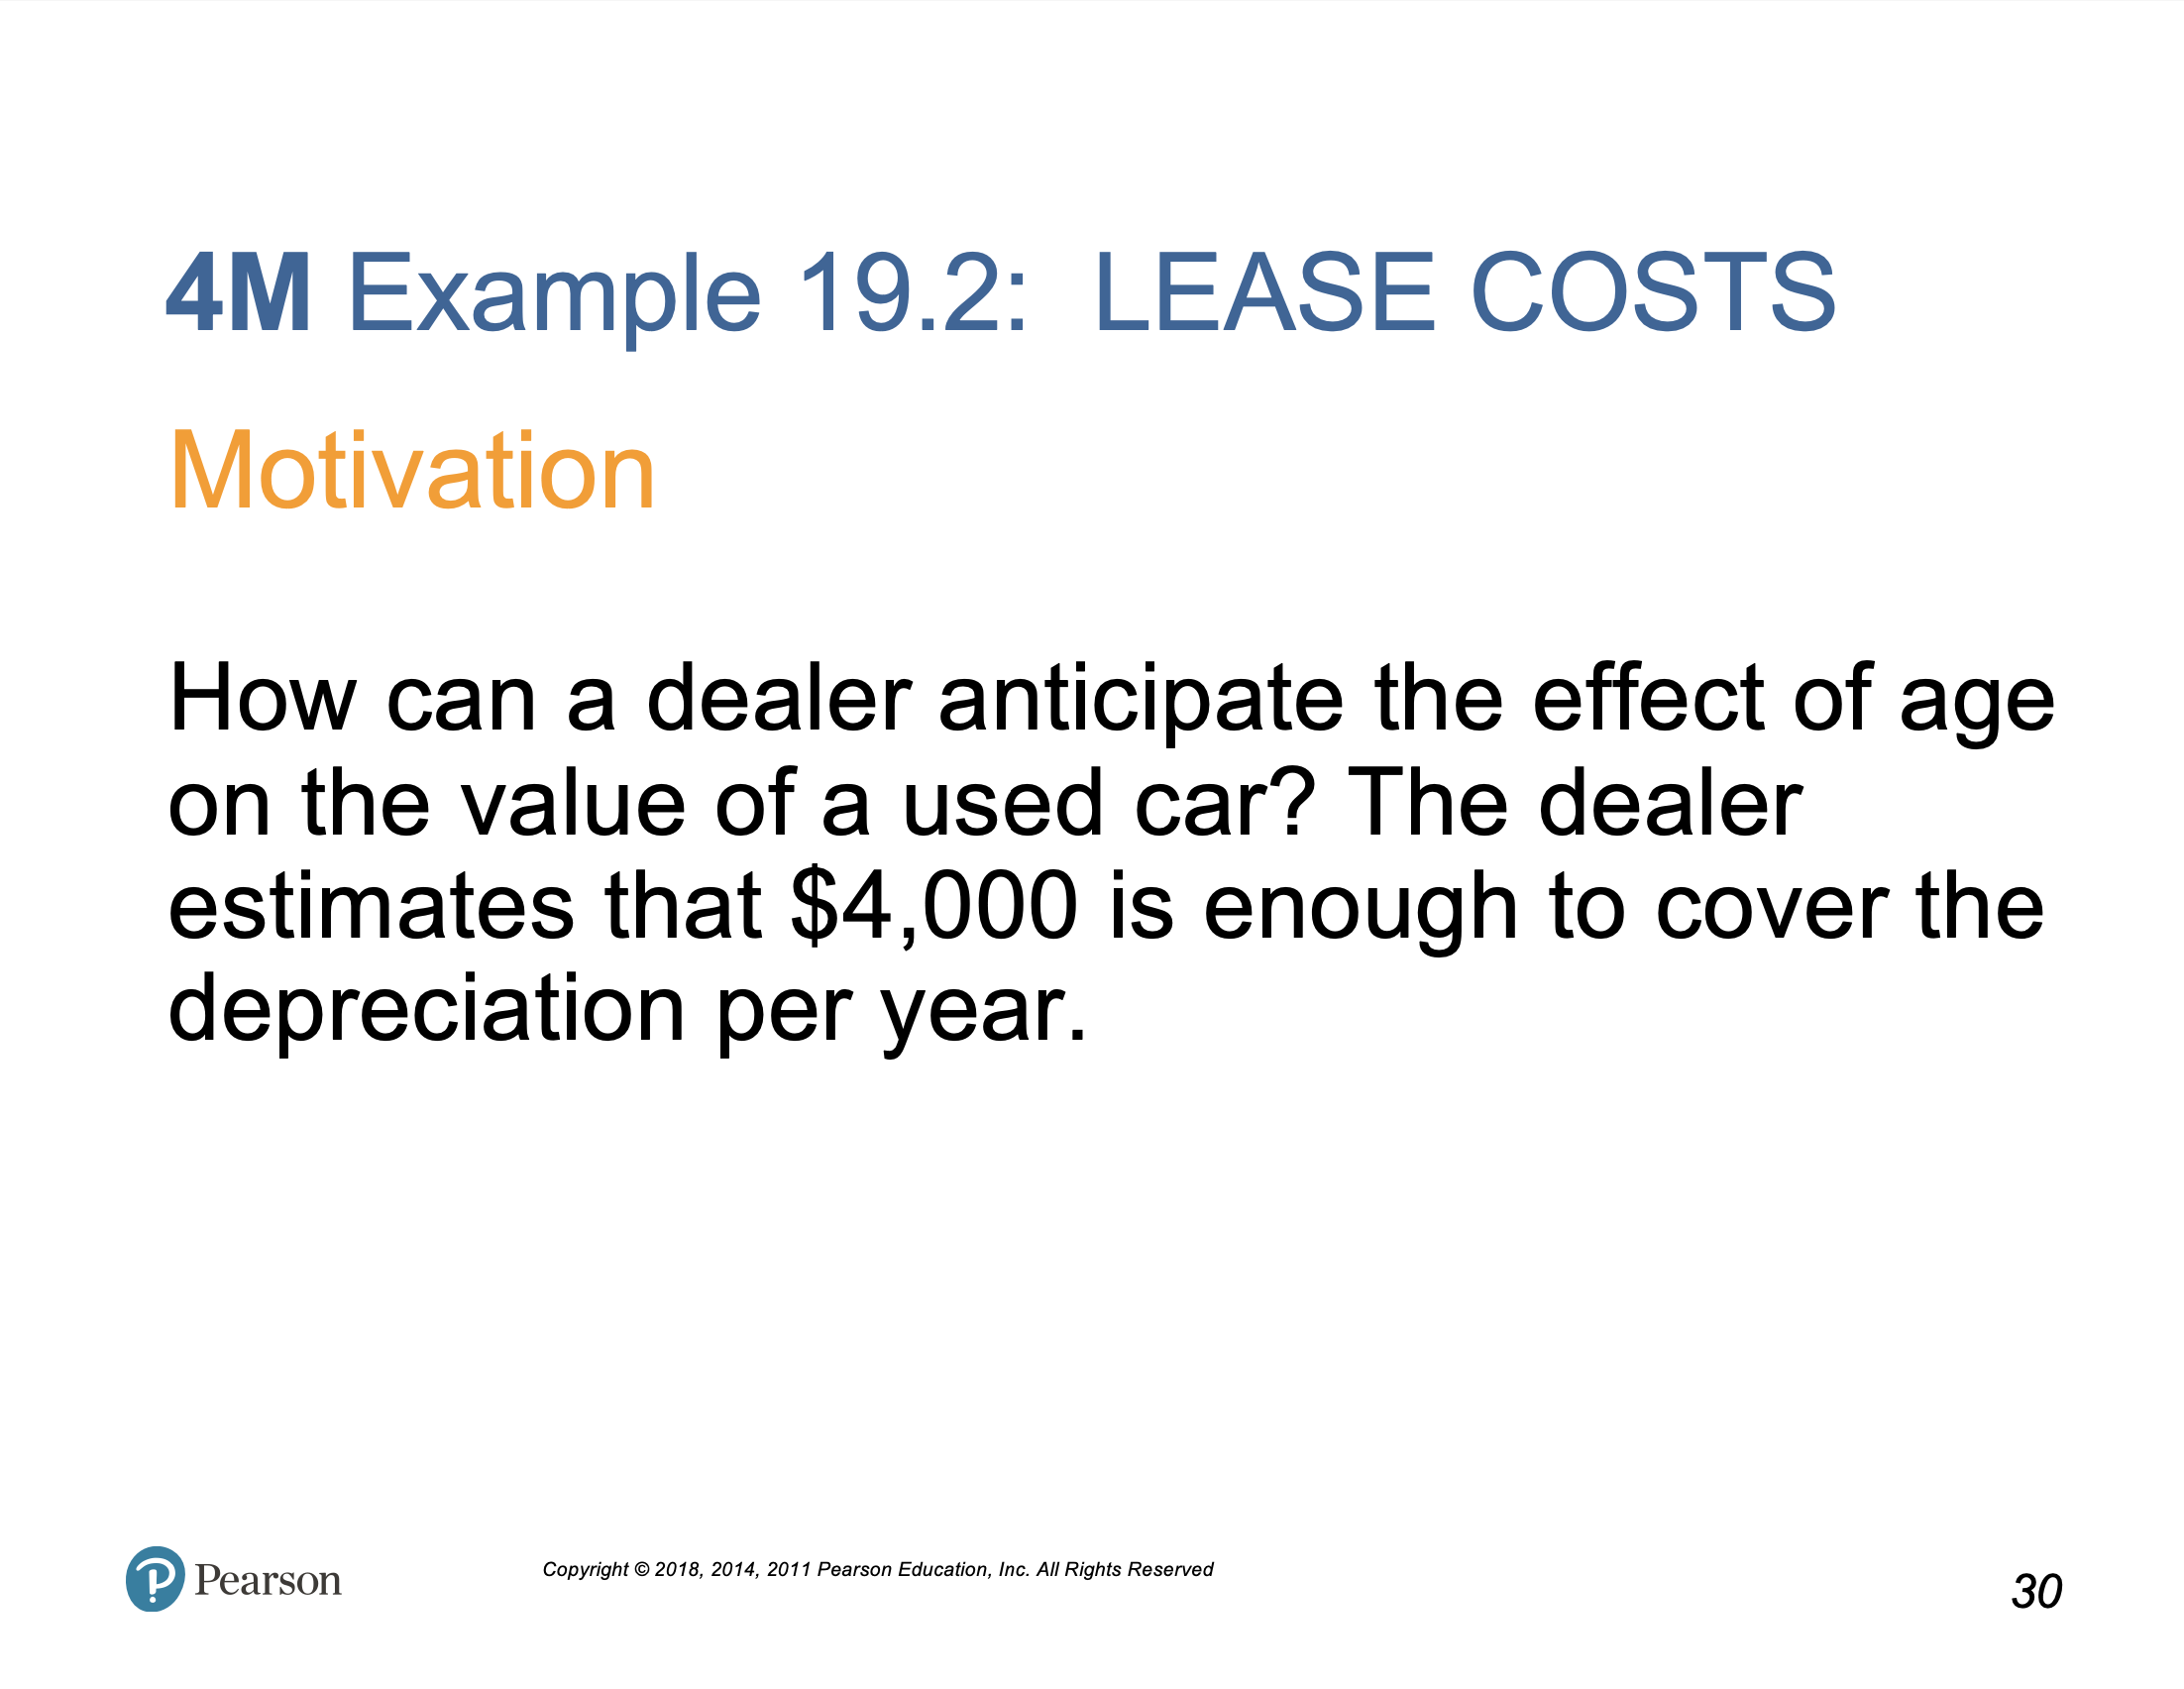 4M Example 19.2: LEASE COSTS
Motivation
How can a dealer anticipate the effect of age
on the value of a used car? The dealer
estimates that $4,000 is enough to cover the
depreciation per year.
Pearson
Copyright © 2018, 2014, 2011 Pearson Education, Inc. All Rights Reserved
30